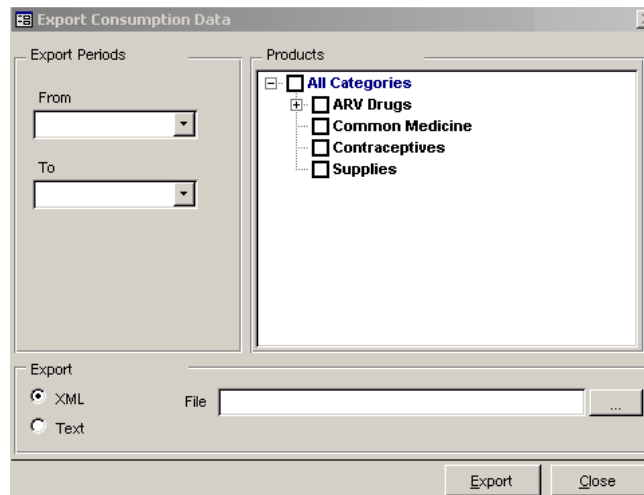 Export Consumption Data
Export Periods
From
To
Products
All Categories
ARV Drugs
Common Medicine
Contraceptives
Supplies
Export
XML
Text
File
...
Export
Close